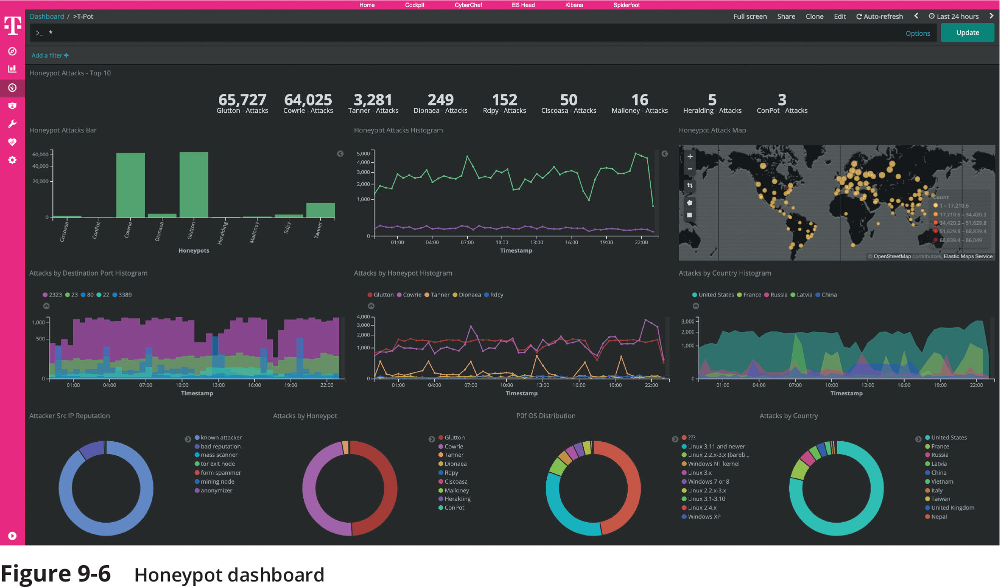 Home Cockpit CyberChef ES Head Kibana Spiderfoot
Dashboard / >T-Pot
Full screen Share Clone Edit Auto-refresh Last 24 hours
>_ *
Options
Update
Add a filter +
Honeypot Attacks - Top 10
65,727 64,025 3,281 249 152 50 16 5 3
Glutton - Attacks Cowrie - Attacks Tanner - Attacks Dionaea - Attacks Rdpy - Attacks Ciscoasa - Attacks Mailoney - Attacks Heralding - Attacks ConPot - Attacks
Honeypot Attacks Bar
60,000
40,000
20,000
0
Ciscoasa ConPot Cowrie Dionaea Glutton Heralding Mailoney Rdpy Tanner
Honeypots
Honeypot Attacks Histogram
5,000
4,000
3,000
2,000
1,000
0
01:00 04:00 07:00 10:00 13:00 16:00 19:00 22:00
Timestamp
Honeypot Attack Map
+
−
Count
1 – 17,210.6
17,210.6 – 34,420.2
34,420.2 – 51,629.8
51,629.8 – 68,839.4
68,839.4 – 86,049
© OpenStreetMap contributors, Elastic Maps Service
Attacks by Destination Port Histogram
2323 23 80 22 3389
1,000
500
0
01:00 04:00 07:00 10:00 13:00 16:00 19:00 22:00
Timestamp
Attacks by Honeypot Histogram
Glutton Cowrie Tanner Dionaea Rdpy
4,000
3,000
2,000
1,000
0
01:00 04:00 07:00 10:00 13:00 16:00 19:00 22:00
Timestamp
Attacks by Country Histogram
United States France Russia Latvia China
3,000
2,000
1,000
0
01:00 04:00 07:00 10:00 13:00 16:00 19:00 22:00
Timestamp
Attacker Src IP Reputation
known attacker
bad reputation
mass scanner
tor exit node
form spammer
mining node
anonymizer
Attacks by Honeypot
Glutton
Cowrie
Tanner
Dionaea
Rdpy
Ciscoasa
Mailoney
Heralding
ConPot
P0f OS Distribution
???
Linux 3.11 and newer
Linux 2.2.x-3.x (bareb...
Windows NT kernel
Linux 3.x
Windows 7 or 8
Linux 2.2.x-3.x
Linux 3.1-3.10
Linux 2.4.x
Windows XP
Attacks by Country
United States
France
Russia
Latvia
China
Vietnam
Italy
Taiwan
United Kingdom
Nepal
Figure 9-6 Honeypot dashboard